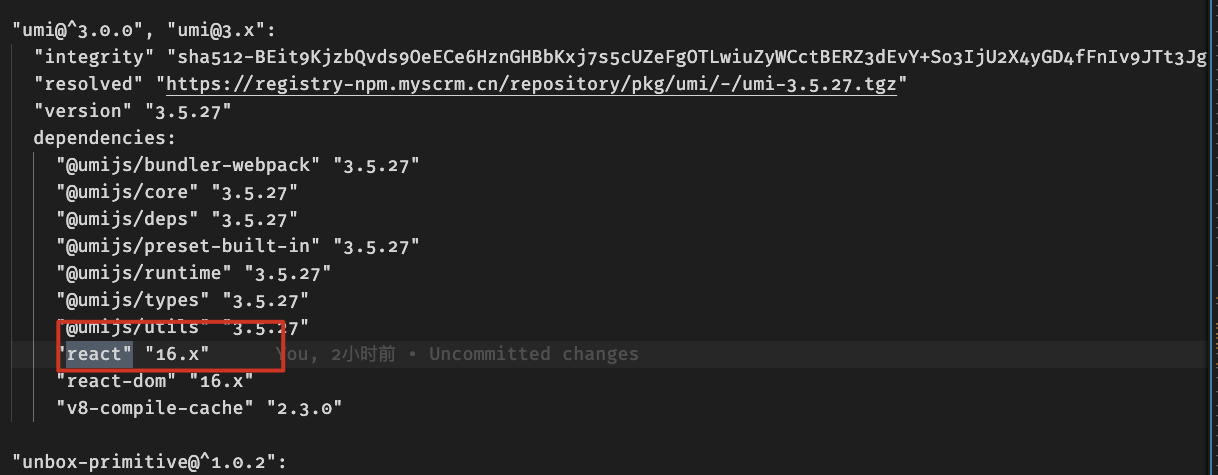 "umi@^3.0.0", "umi@3.x":
"integrity" "sha512-BEit9KjzbQvds9OeECe6HznGHBbKxj7s5cUZeFgOTLwiuZyWCctBERZ3dEvY+So3IjU2X4yGD4fFnIv9JTt3Jg
"resolved" "https://registry-npm.myscrm.cn/repository/pkg/umi/-/umi-3.5.27.tgz"
"version" "3.5.27"
dependencies:
"@umijs/bundler-webpack" "3.5.27"
"@umijs/core" "3.5.27"
"@umijs/deps" "3.5.27"
"@umijs/preset-built-in" "3.5.27"
"@umijs/runtime" "3.5.27"
"@umijs/types" "3.5.27"
"@umijs/utils" "3.5.27"
"react" "16.x" You, 2小时前 • Uncommitted changes
"react-dom" "16.x"
"v8-compile-cache" "2.3.0"
"unbox-primitive@^1.0.2":